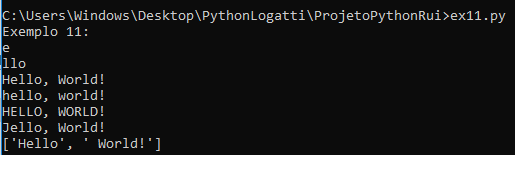 C:\Users\Windows\Desktop\PythonLogatti\ProjetoPythonRui>ex11.py
Exemplo 11:
e
llo
Hello, World!
hello, world!
HELLO, WORLD!
Jello, World!
['Hello', ' World!']